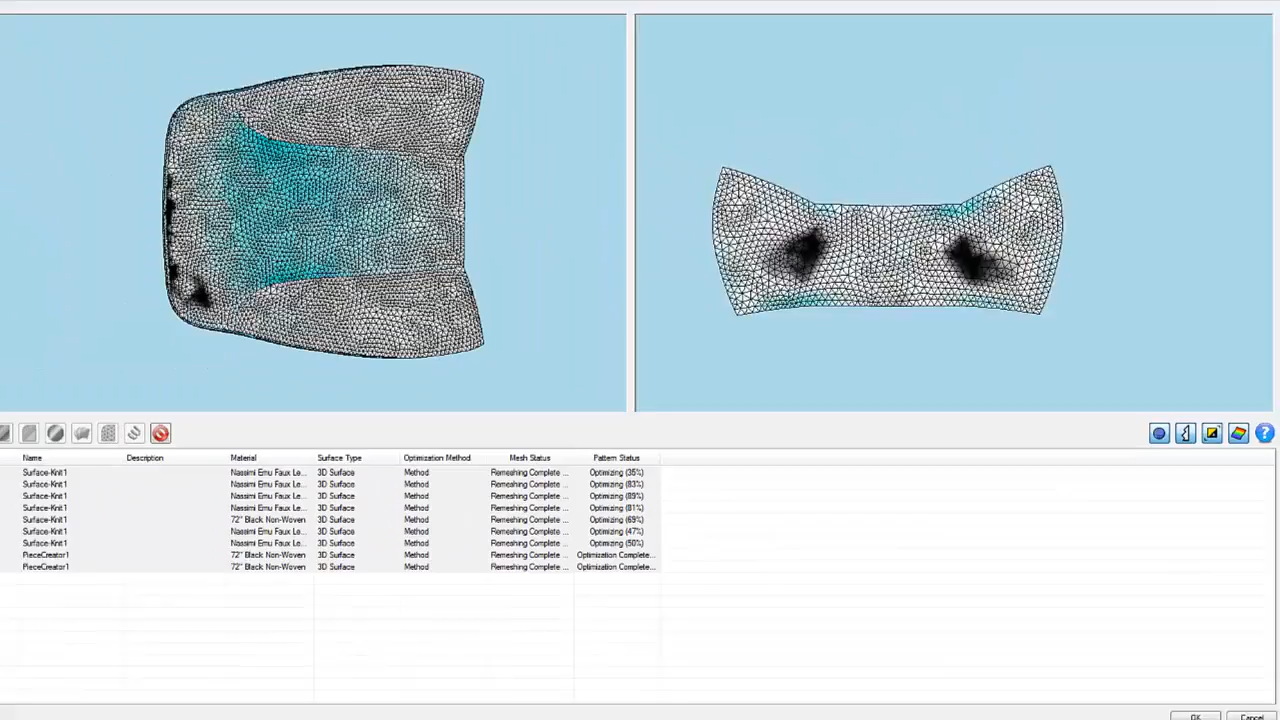 ?
Name Description Material Surface Type Optimization Method Mesh Status Pattern Status
Surface-Knit1 Nassimi Emu Faux Le... 3D Surface Method Remeshing Complete ... Optimizing (35%)
Surface-Knit1 Nassimi Emu Faux Le... 3D Surface Method Remeshing Complete ... Optimizing (83%)
Surface-Knit1 Nassimi Emu Faux Le... 3D Surface Method Remeshing Complete ... Optimizing (89%)
Surface-Knit1 Nassimi Emu Faux Le... 3D Surface Method Remeshing Complete ... Optimizing (81%)
Surface-Knit1 72" Black Non-Woven 3D Surface Method Remeshing Complete ... Optimizing (69%)
Surface-Knit1 Nassimi Emu Faux Le... 3D Surface Method Remeshing Complete ... Optimizing (47%)
Surface-Knit1 Nassimi Emu Faux Le... 3D Surface Method Remeshing Complete ... Optimizing (50%)
PieceCreator1 72" Black Non-Woven 3D Surface Method Remeshing Complete ... Optimization Complete...
PieceCreator1 72" Black Non-Woven 3D Surface Method Remeshing Complete ... Optimization Complete...
OK Cancel